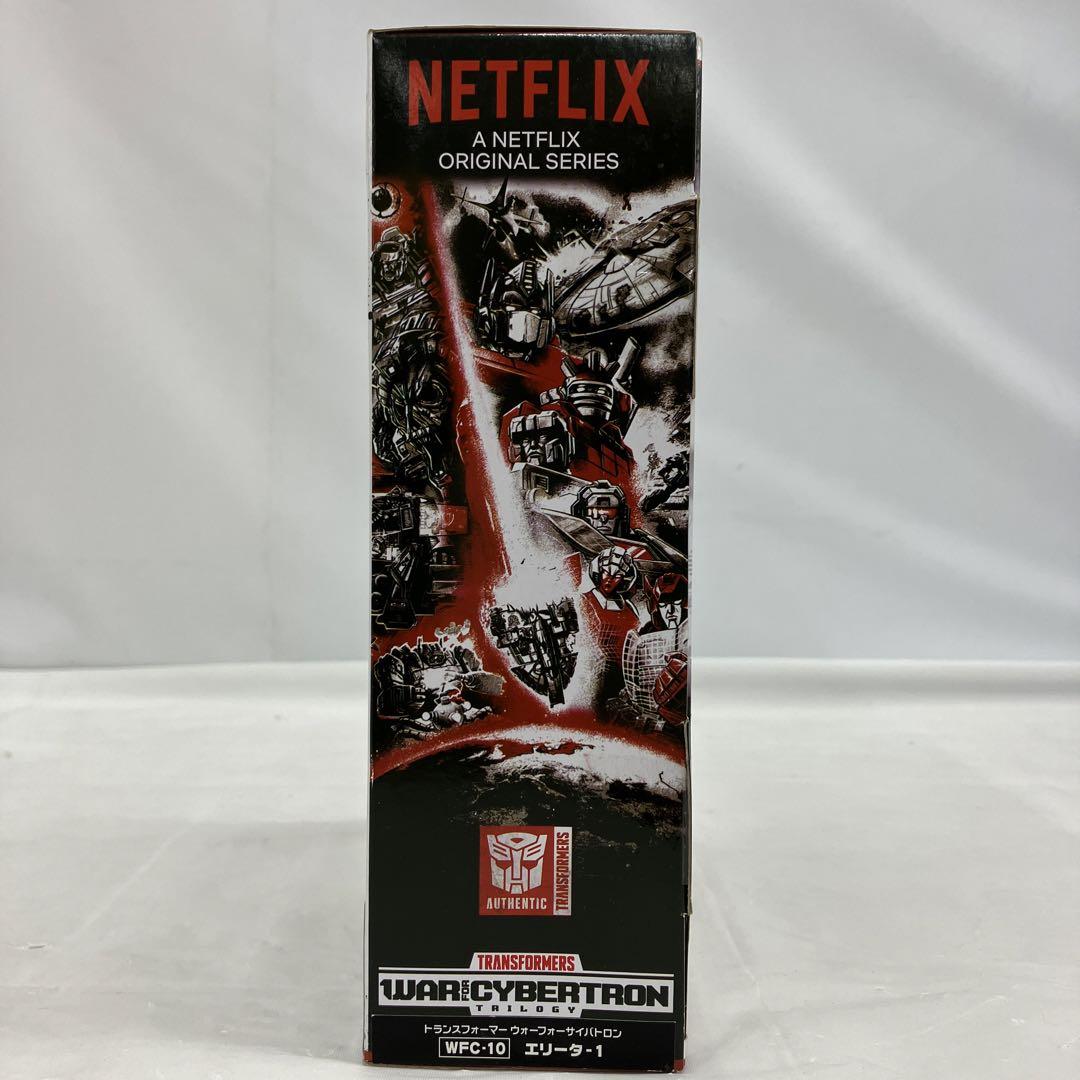 NETFLIX
A NETFLIX
ORIGINAL SERIES
AUTHENTIC
TRANSFORMERS
TRANSFORMERS
WAR FOR CYBERTRON
TRILOGY
トランスフォーマー ウォーフォーサイバトロン
WFC-10 エリータ-1